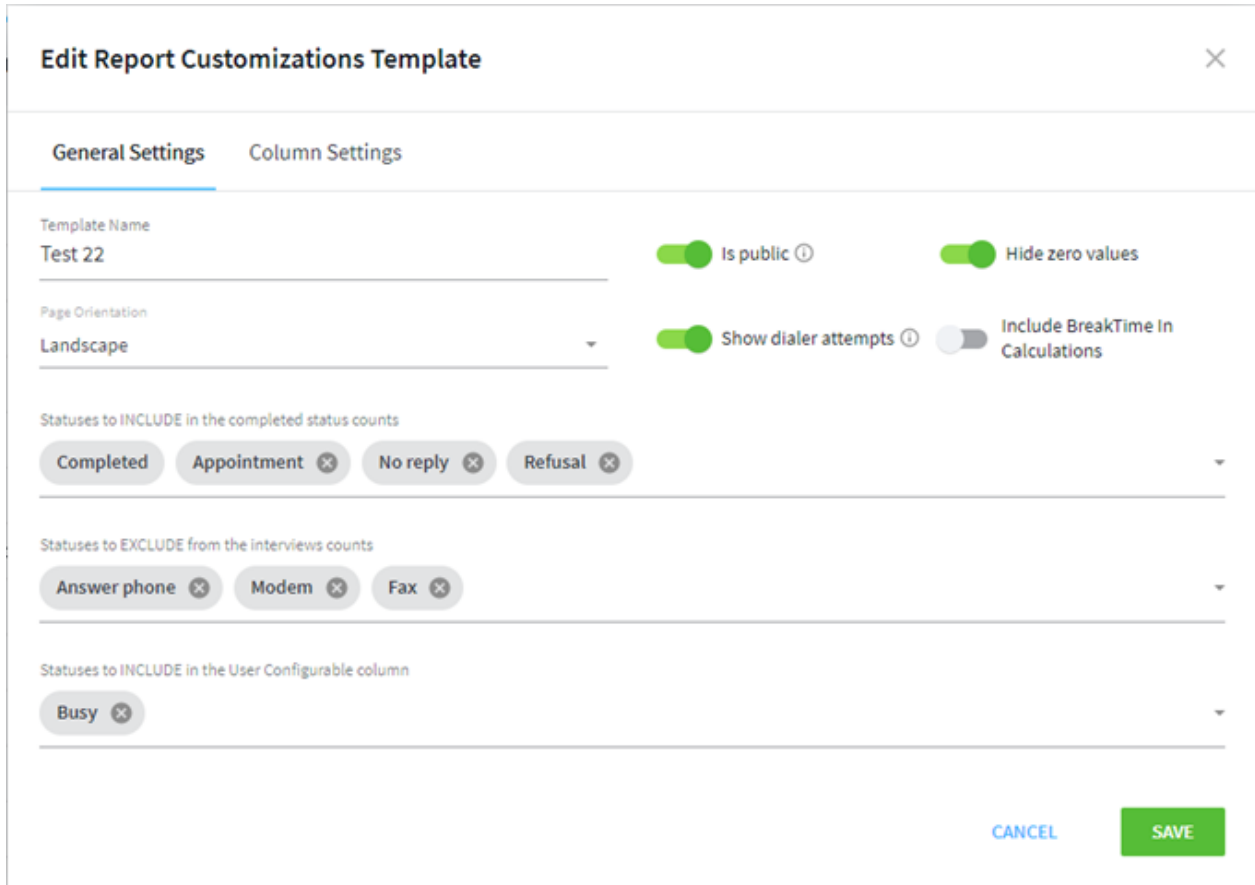 Edit Report Customizations Template
General Settings Column Settings
Template Name
Test 22
Is public Hide zero values
Page Orientation
Landscape
Show dialer attempts Include BreakTime In
Calculations
Statuses to INCLUDE in the completed status counts
Completed Appointment No reply Refusal
Statuses to EXCLUDE from the interviews counts
Answer phone Modem Fax
Statuses to INCLUDE in the User Configurable column
Busy
CANCEL SAVE